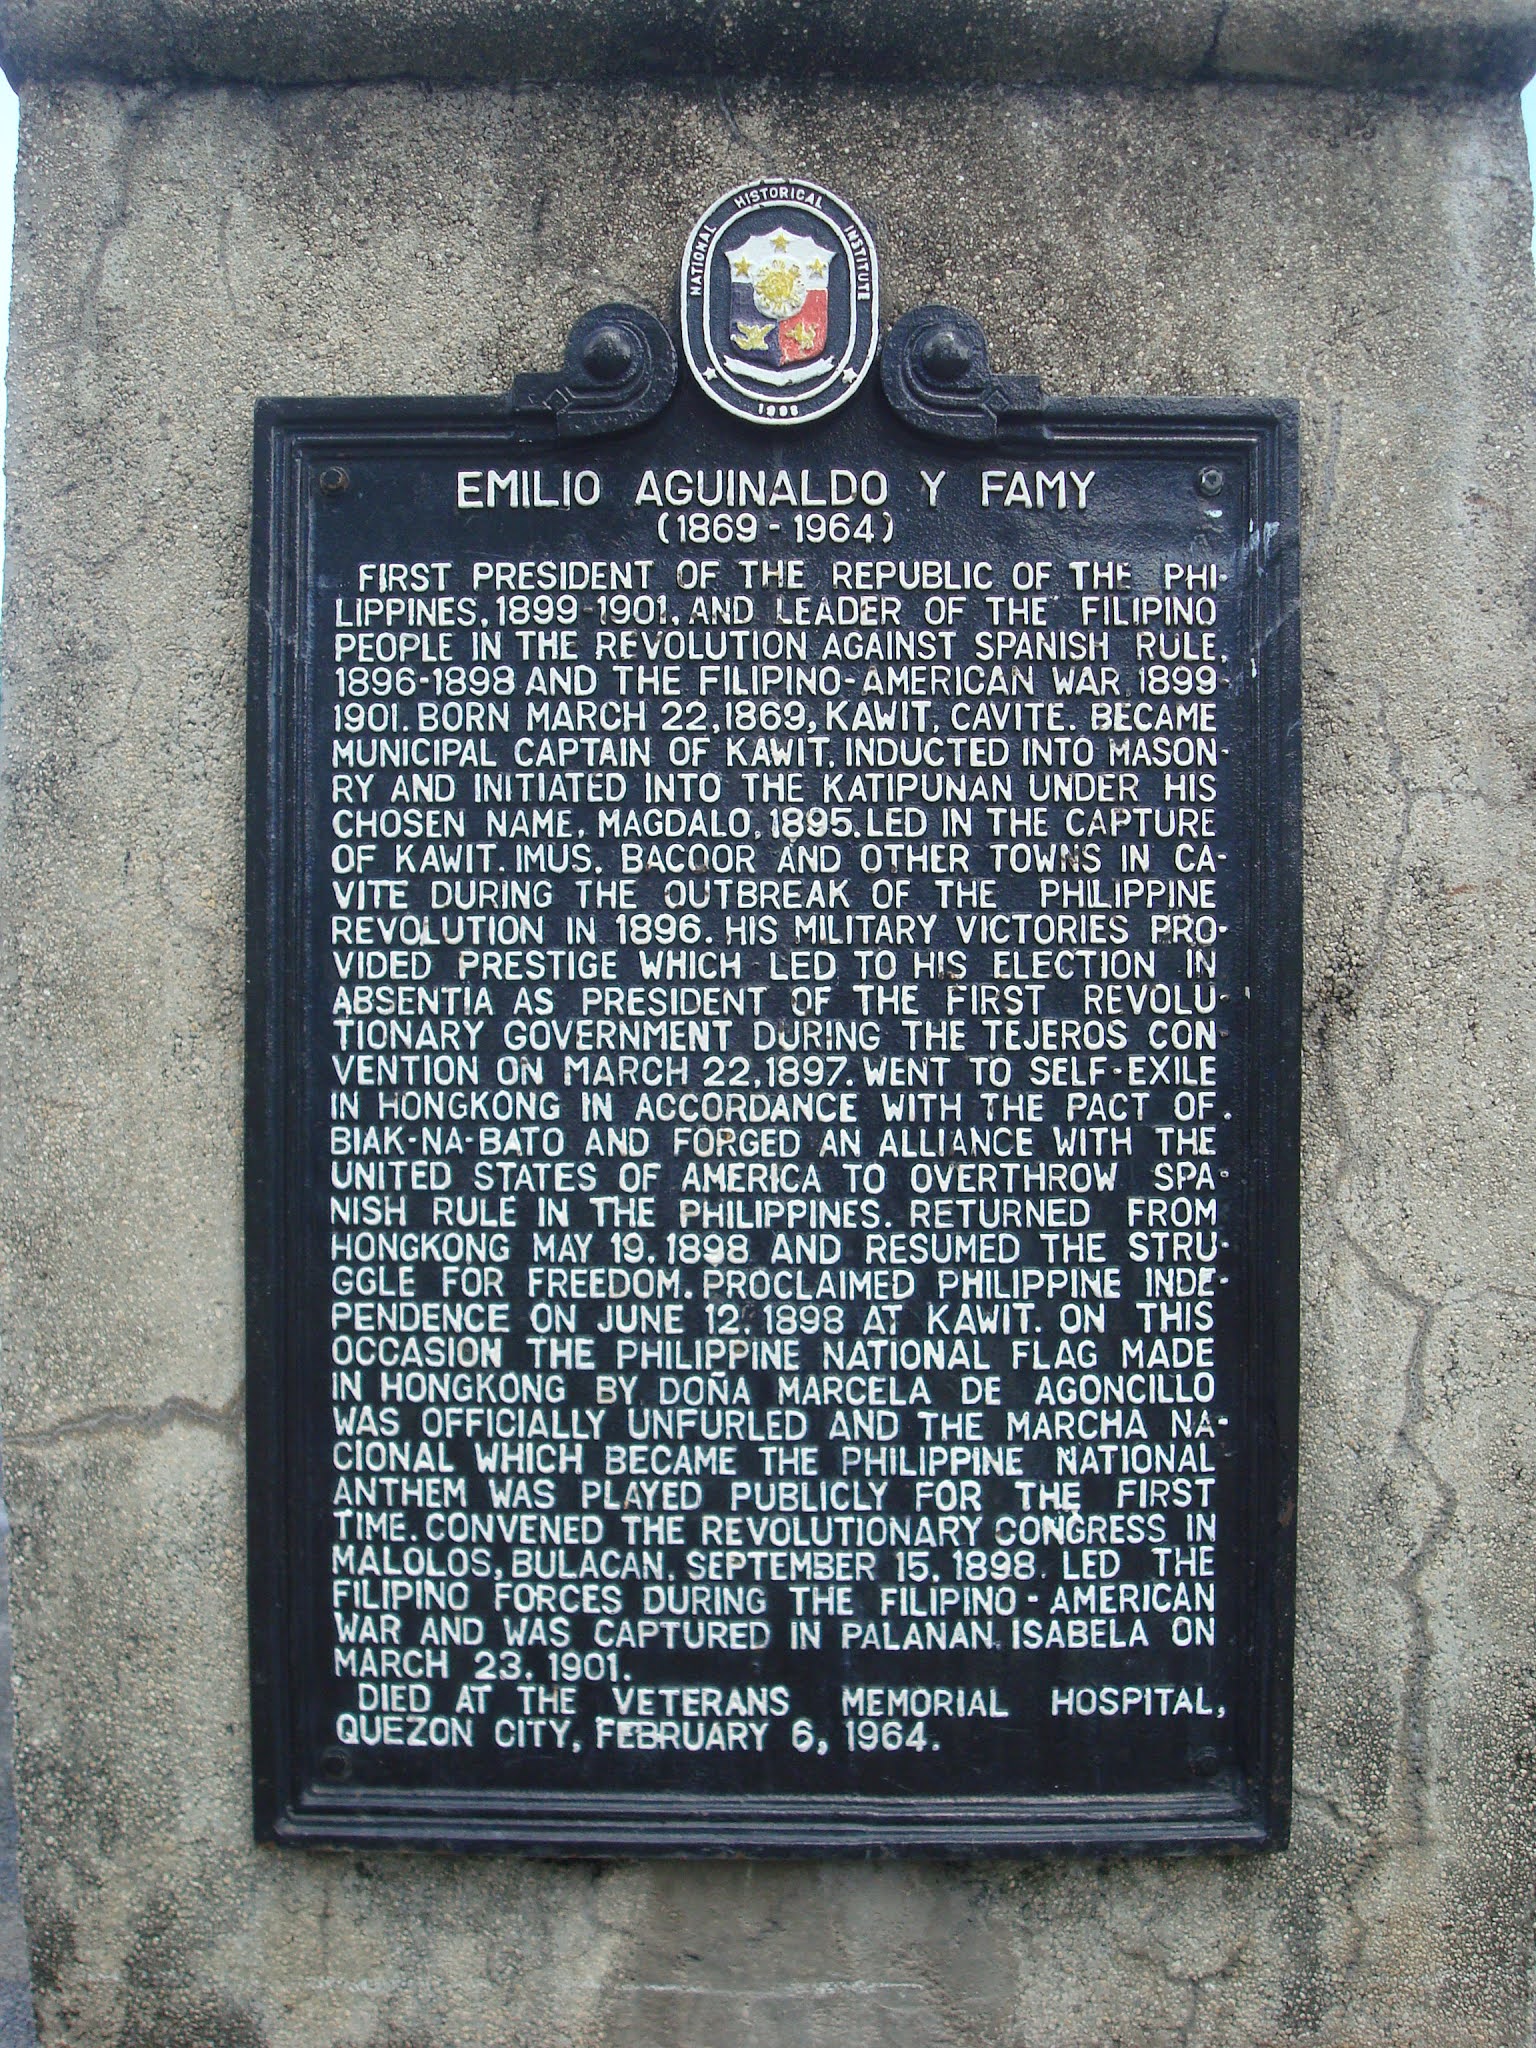 NATIONAL HISTORICAL INSTITUTE
EMILIO AGUINALDO Y FAMY
(1869 - 1964)
FIRST PRESIDENT OF THE REPUBLIC OF THE PHI-
LIPPINES, 1899-1901, AND LEADER OF THE FILIPINO
PEOPLE IN THE REVOLUTION AGAINST SPANISH RULE,
1896-1898 AND THE FILIPINO-AMERICAN WAR, 1899-
1901. BORN MARCH 22, 1869, KAWIT, CAVITE. BECAME
MUNICIPAL CAPTAIN OF KAWIT. INDUCTED INTO MASON-
RY AND INITIATED INTO THE KATIPUNAN UNDER HIS
CHOSEN NAME, MAGDALO, 1895. LED IN THE CAPTURE
OF KAWIT. IMUS. BACOOR AND OTHER TOWNS IN CA-
VITE DURING THE OUTBREAK OF THE PHILIPPINE
REVOLUTION IN 1896. HIS MILITARY VICTORIES PRO-
VIDED PRESTIGE WHICH LED TO HIS ELECTION IN
ABSENTIA AS PRESIDENT OF THE FIRST REVOLU-
TIONARY GOVERNMENT DURING THE TEJEROS CON
VENTION ON MARCH 22, 1897. WENT TO SELF-EXILE
IN HONGKONG IN ACCORDANCE WITH THE PACT OF
BIAK-NA-BATO AND FORGED AN ALLIANCE WITH THE
UNITED STATES OF AMERICA TO OVERTHROW SPA-
NISH RULE IN THE PHILIPPINES. RETURNED FROM
HONGKONG MAY 19, 1898 AND RESUMED THE STRU-
GGLE FOR FREEDOM. PROCLAIMED PHILIPPINE INDE-
PENDENCE ON JUNE 12, 1898 AT KAWIT. ON THIS
OCCASION THE PHILIPPINE NATIONAL FLAG MADE
IN HONGKONG BY DOÑA MARCELA DE AGONCILLO
WAS OFFICIALLY UNFURLED AND THE MARCHA NA-
CIONAL WHICH BECAME THE PHILIPPINE NATIONAL
ANTHEM WAS PLAYED PUBLICLY FOR THE FIRST
TIME. CONVENED THE REVOLUTIONARY CONGRESS IN
MALOLOS, BULACAN, SEPTEMBER 15, 1898. LED THE
FILIPINO FORCES DURING THE FILIPINO - AMERICAN
WAR AND WAS CAPTURED IN PALANAN, ISABELA ON
MARCH 23, 1901.
DIED AT THE VETERANS MEMORIAL HOSPITAL,
QUEZON CITY, FEBRUARY 6, 1964.